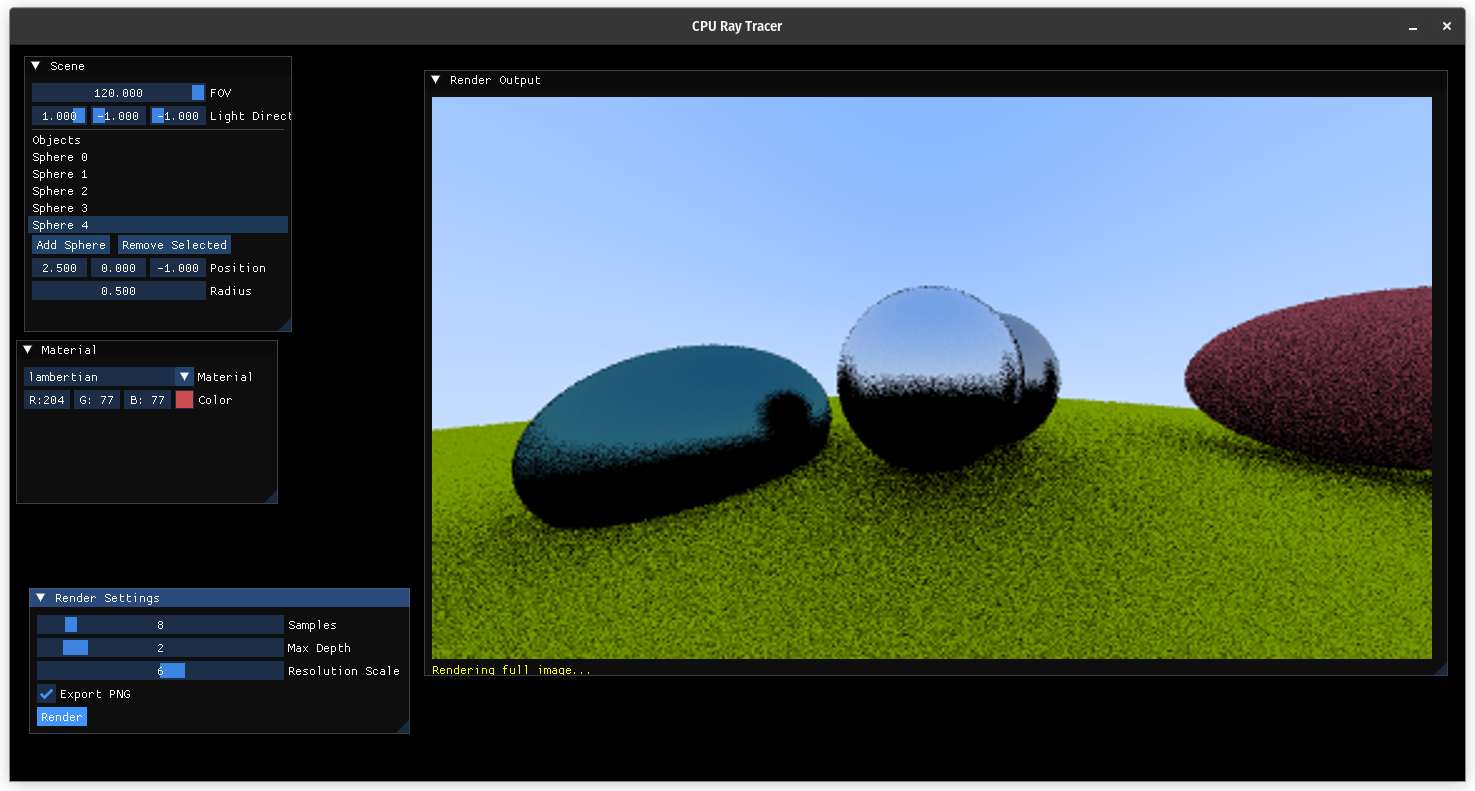 CPU Ray Tracer
Scene
120.000 FOV
1.000 -1.000 -1.000 Light Direct
Objects
Sphere 0
Sphere 1
Sphere 2
Sphere 3
Sphere 4
Add Sphere Remove Selected
2.500 0.000 -1.000 Position
0.500 Radius
Material
lambertian Material
R:204 G: 77 B: 77 Color
Render Settings
8 Samples
2 Max Depth
6 Resolution Scale
Export PNG
Render
Render Output
Rendering full image...